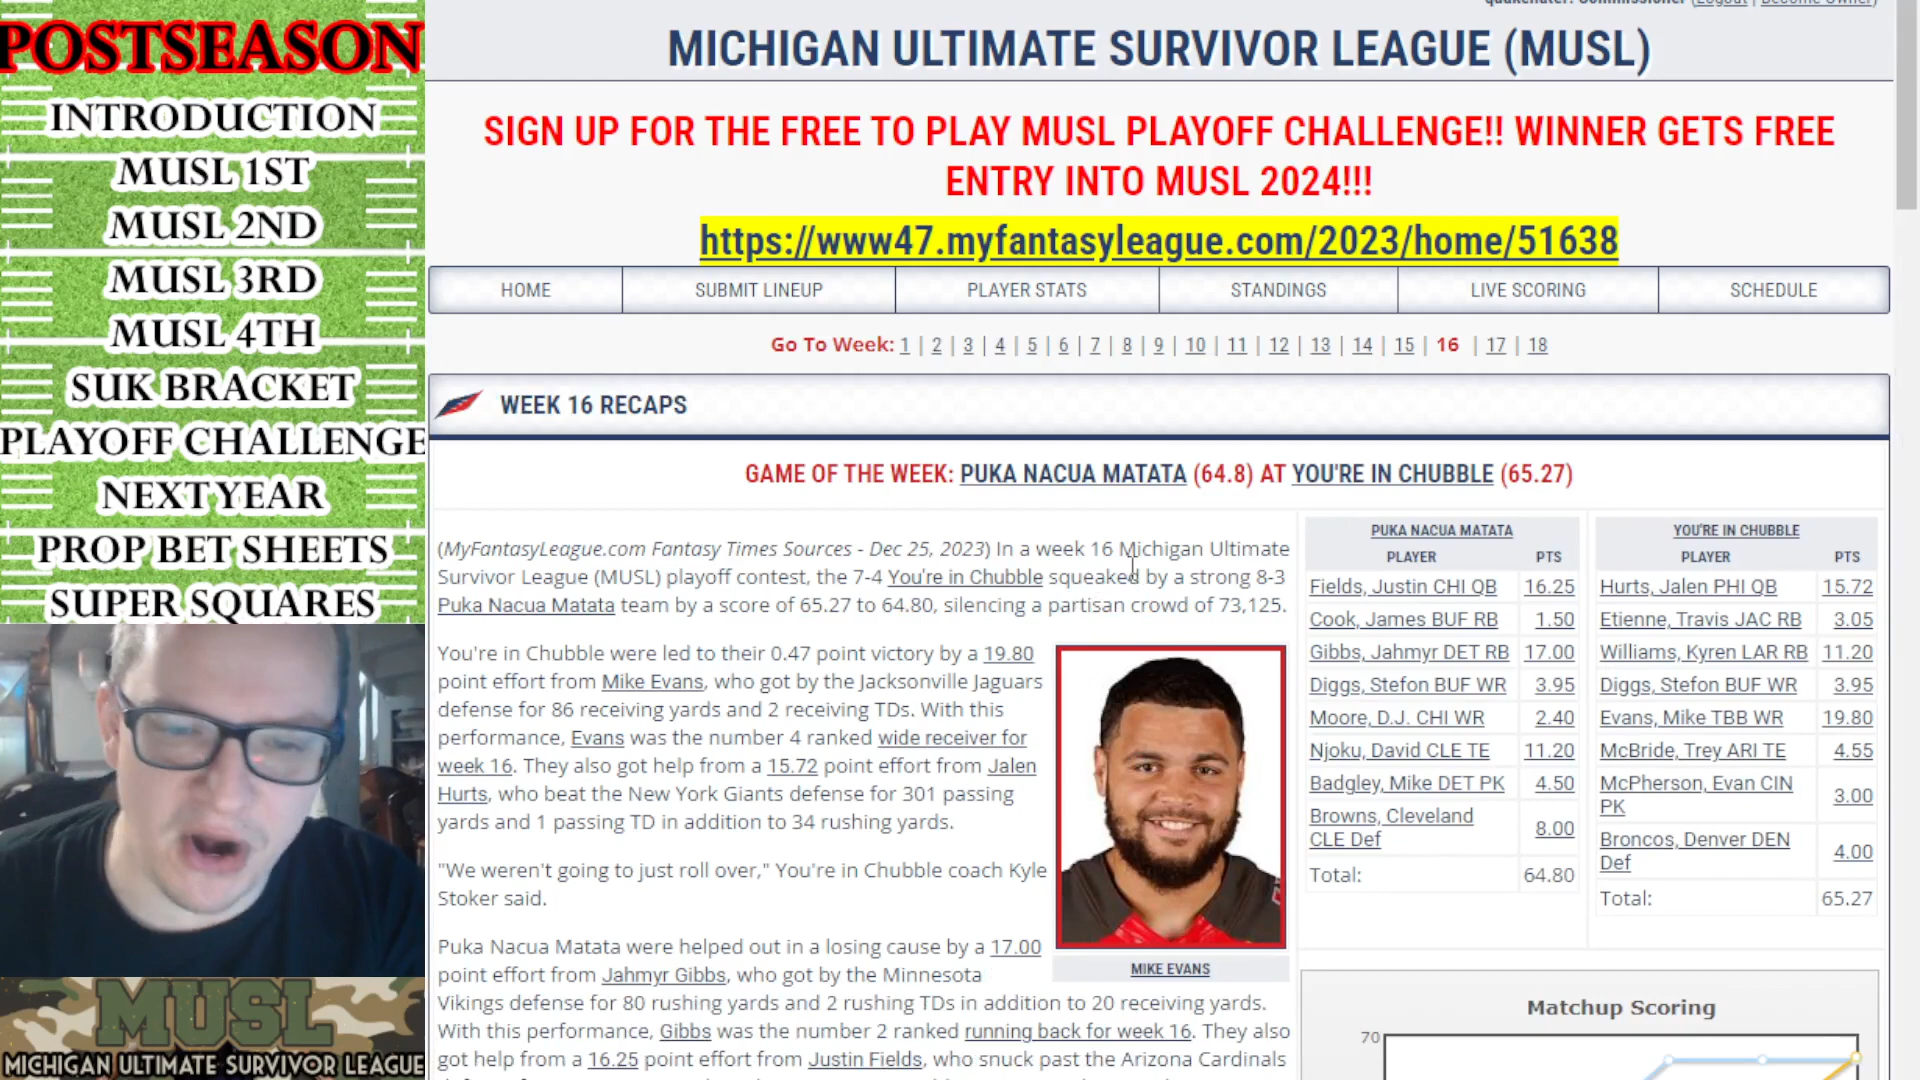 POSTSEASON
INTRODUCTION
MUSL 1ST
MUSL 2ND
MUSL 3RD
MUSL 4TH
SUK BRACKET
PLAYOFF CHALLENGE
NEXT YEAR
PROP BET SHEETS
SUPER SQUARES
MUSL
MICHIGAN ULTIMATE SURVIVOR LEAGUE
MICHIGAN ULTIMATE SURVIVOR LEAGUE (MUSL)
SIGN UP FOR THE FREE TO PLAY MUSL PLAYOFF CHALLENGE!! WINNER GETS FREE
ENTRY INTO MUSL 2024!!!
https://www47.myfantasyleague.com/2023/home/51638
HOME SUBMIT LINEUP PLAYER STATS STANDINGS LIVE SCORING SCHEDULE
Go To Week: 1 | 2 | 3 | 4 | 5 | 6 | 7 | 8 | 9 | 10 | 11 | 12 | 13 | 14 | 15 | 16 | 17 | 18
WEEK 16 RECAPS
GAME OF THE WEEK: PUKA NACUA MATATA (64.8) AT YOU'RE IN CHUBBLE (65.27)
(MyFantasyLeague.com Fantasy Times Sources - Dec 25, 2023) In a week 16 Michigan Ultimate
Survivor League (MUSL) playoff contest, the 7-4 You're in Chubble squeaked by a strong 8-3
Puka Nacua Matata team by a score of 65.27 to 64.80, silencing a partisan crowd of 73,125.
You're in Chubble were led to their 0.47 point victory by a 19.80
point effort from Mike Evans, who got by the Jacksonville Jaguars
defense for 86 receiving yards and 2 receiving TDs. With this
performance, Evans was the number 4 ranked wide receiver for
week 16. They also got help from a 15.72 point effort from Jalen
Hurts, who beat the New York Giants defense for 301 passing
yards and 1 passing TD in addition to 34 rushing yards.
"We weren't going to just roll over," You're in Chubble coach Kyle
Stoker said.
Puka Nacua Matata were helped out in a losing cause by a 17.00
point effort from Jahmyr Gibbs, who got by the Minnesota
Vikings defense for 80 rushing yards and 2 rushing TDs in addition to 20 receiving yards.
With this performance, Gibbs was the number 2 ranked running back for week 16. They also
got help from a 16.25 point effort from Justin Fields, who snuck past the Arizona Cardinals
MIKE EVANS
PUKA NACUA MATATA
PLAYER PTS
Fields, Justin CHI QB 16.25
Cook, James BUF RB 1.50
Gibbs, Jahmyr DET RB 17.00
Diggs, Stefon BUF WR 3.95
Moore, D.J. CHI WR 2.40
Njoku, David CLE TE 11.20
Badgley, Mike DET PK 4.50
Browns, Cleveland
CLE Def 8.00
Total: 64.80
YOU'RE IN CHUBBLE
PLAYER PTS
Hurts, Jalen PHI QB 15.72
Etienne, Travis JAC RB 3.05
Williams, Kyren LAR RB 11.20
Diggs, Stefon BUF WR 3.95
Evans, Mike TBB WR 19.80
McBride, Trey ARI TE 4.55
McPherson, Evan CIN
PK 3.00
Broncos, Denver DEN
Def 4.00
Total: 65.27
Matchup Scoring
70